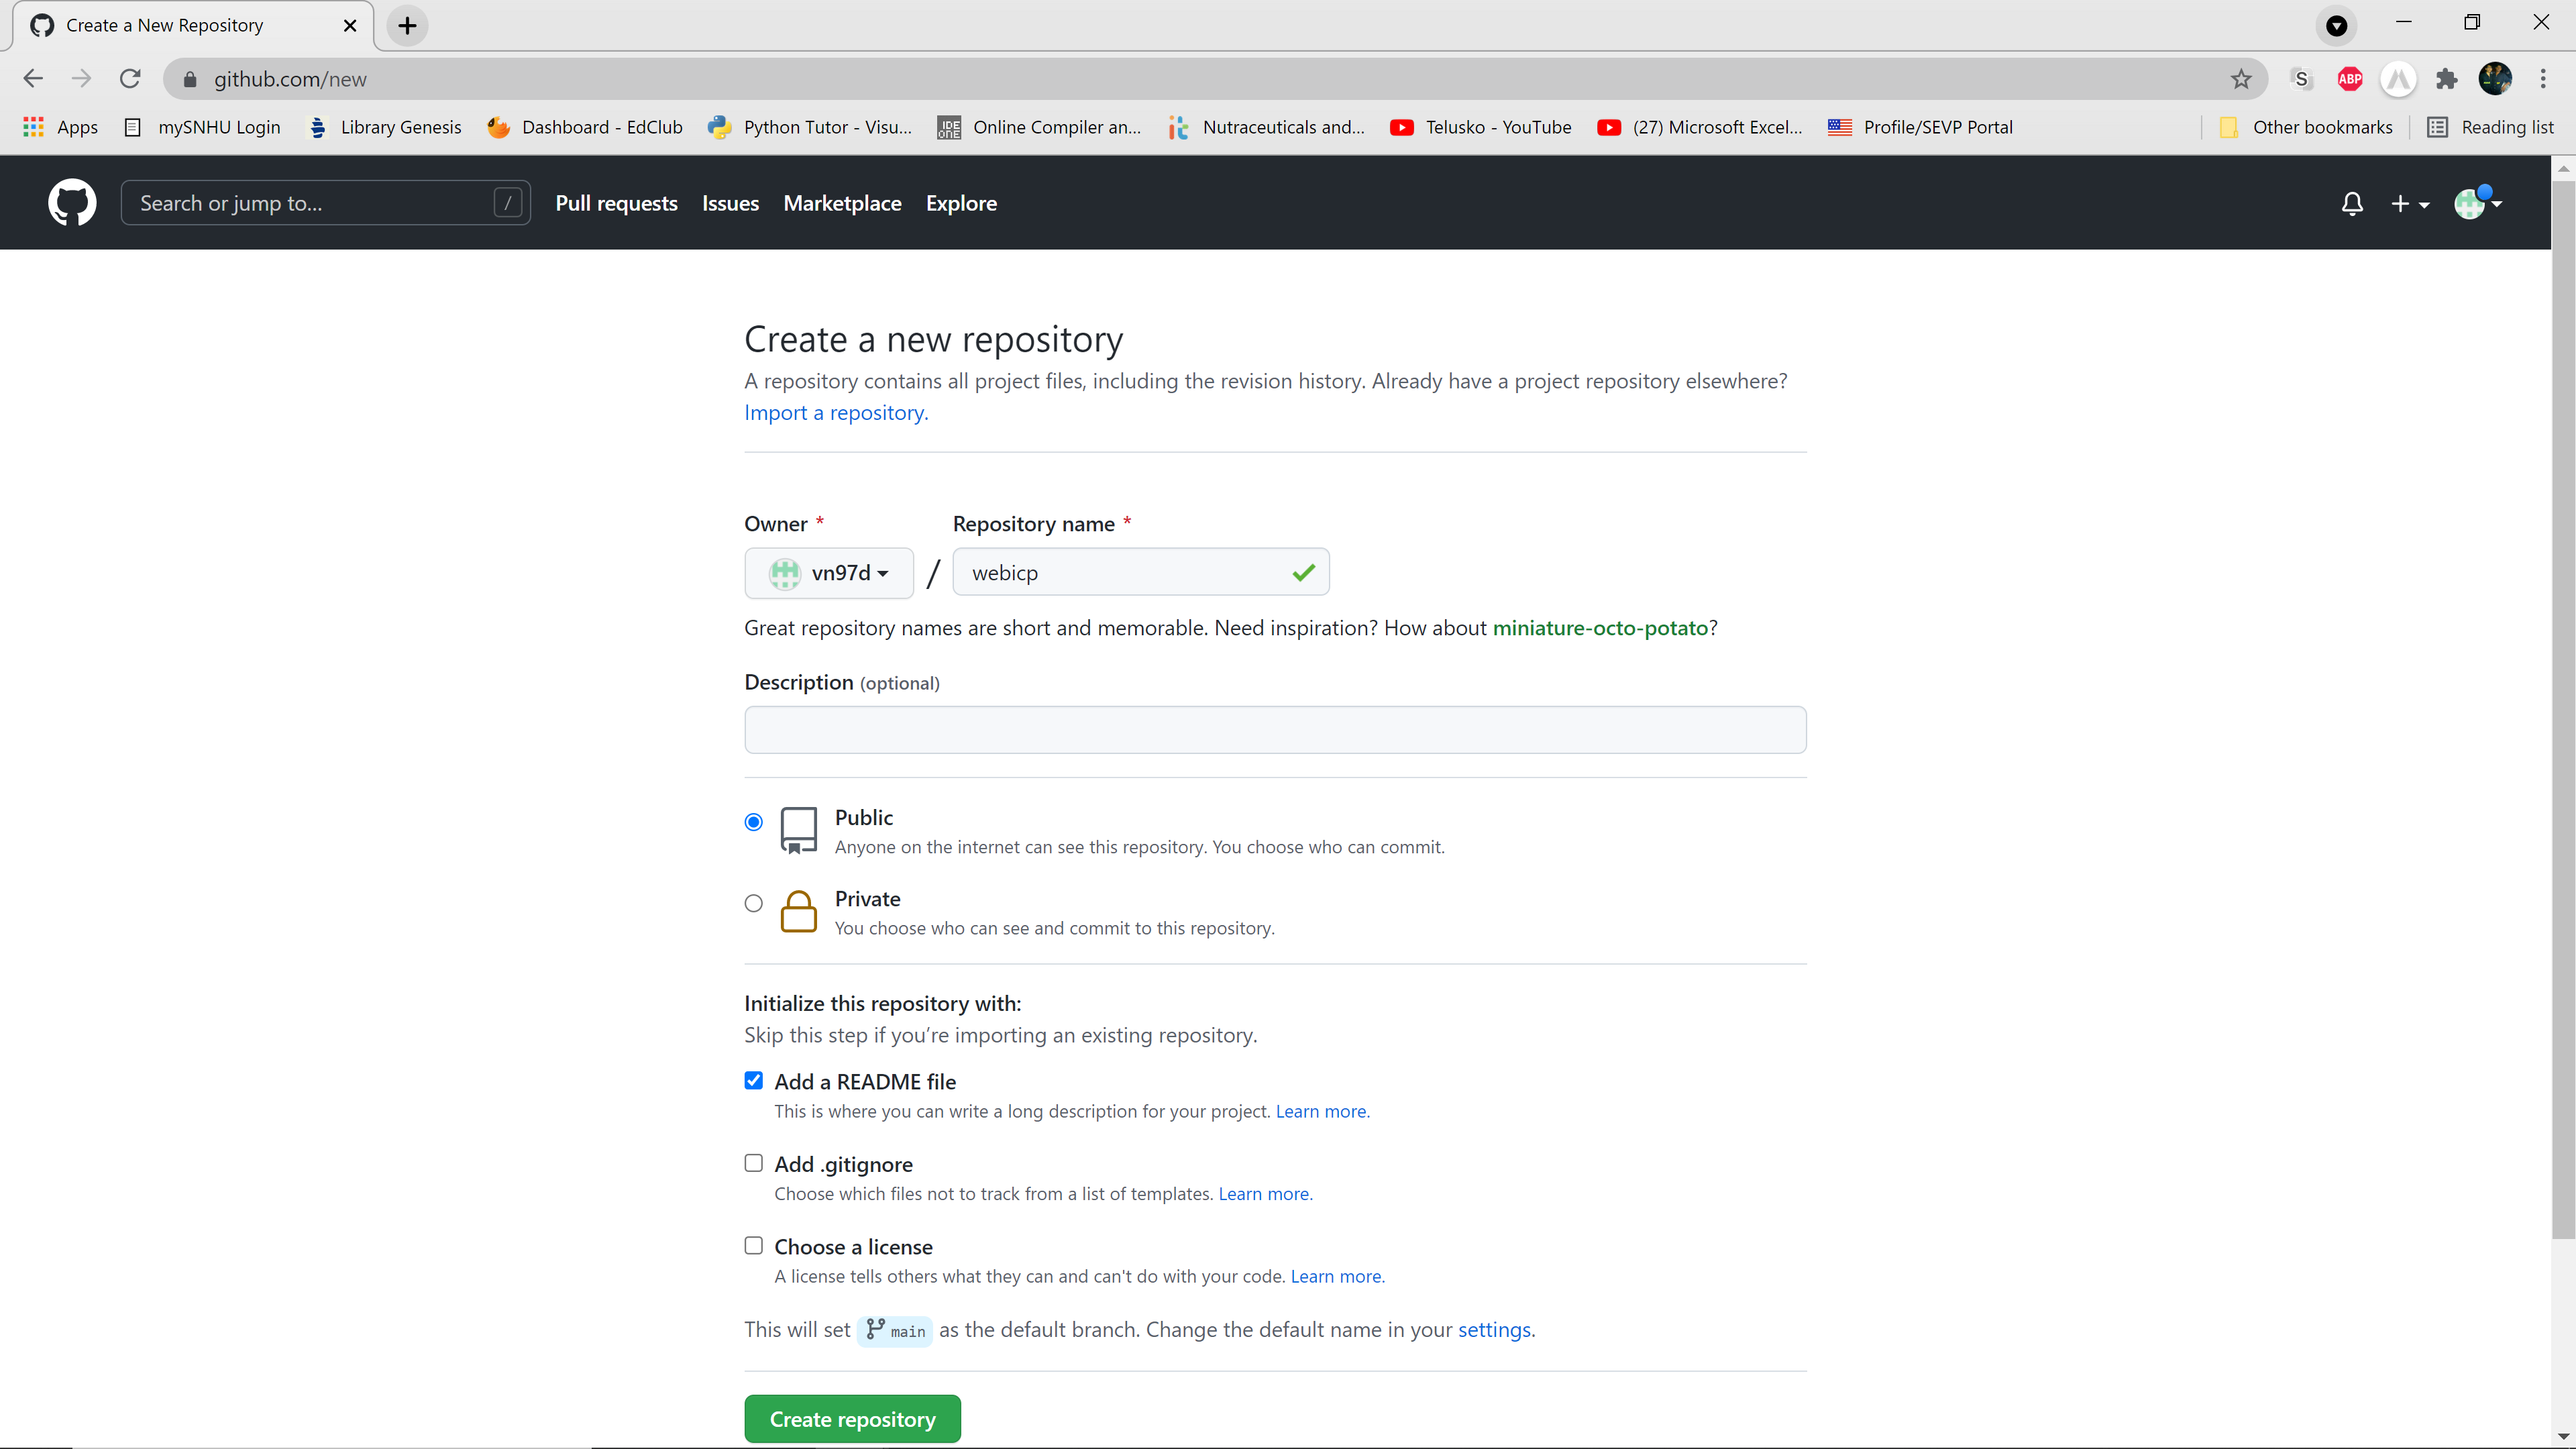 Create a New Repository
github.com/new
S ABP
Apps mySNHU Login Library Genesis Dashboard - EdClub Python Tutor - Visu... IDE ONE Online Compiler an... Nutraceuticals and... Telusko - YouTube (27) Microsoft Excel... Profile/SEVP Portal Other bookmarks Reading list
Search or jump to... / Pull requests Issues Marketplace Explore
Create a new repository
A repository contains all project files, including the revision history. Already have a project repository elsewhere?
Import a repository.
Owner * Repository name *
vn97d / webicp
Great repository names are short and memorable. Need inspiration? How about miniature-octo-potato?
Description (optional)
Public
Anyone on the internet can see this repository. You choose who can commit.
Private
You choose who can see and commit to this repository.
Initialize this repository with:
Skip this step if you’re importing an existing repository.
Add a README file
This is where you can write a long description for your project. Learn more.
Add .gitignore
Choose which files not to track from a list of templates. Learn more.
Choose a license
A license tells others what they can and can't do with your code. Learn more.
This will set main as the default branch. Change the default name in your settings.
Create repository